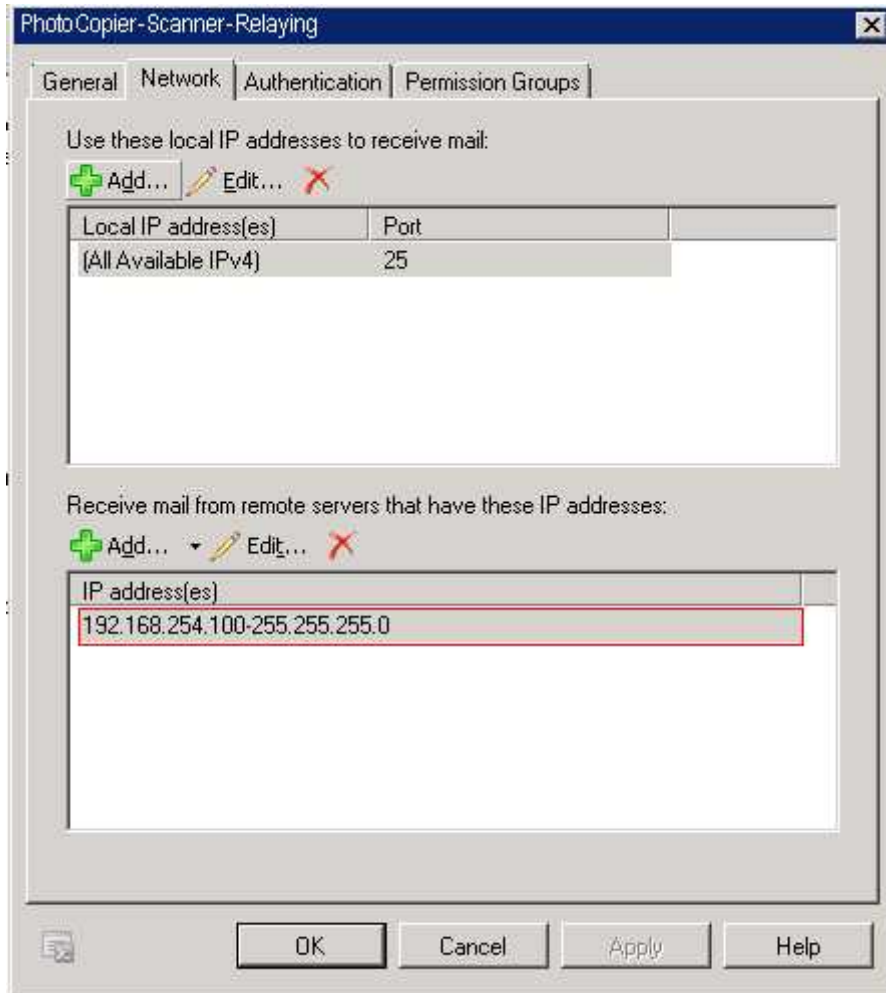 PhotoCopier-Scanner-Relaying
General Network Authentication Permission Groups
Use these local IP addresses to receive mail:
Add... Edit...
Local IP address(es) Port
(All Available IPv4) 25
Receive mail from remote servers that have these IP addresses:
Add... Edit...
IP address(es)
192.168.254.100-255.255.255.0
OK Cancel Apply Help